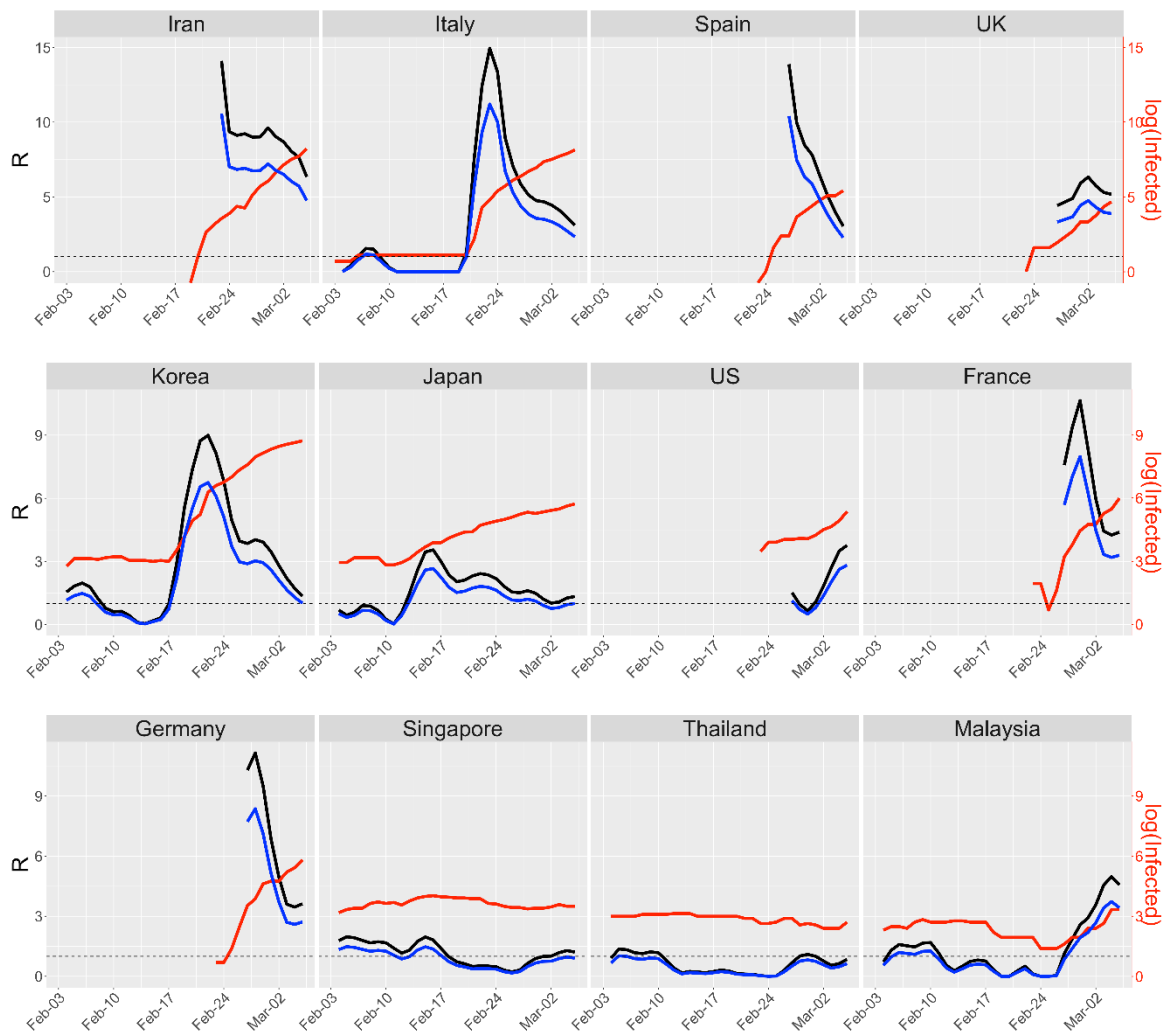 Iran Italy Spain UK
15 15
10 10
5 5
0 0
R
log(Infected)
Feb-03 Feb-10 Feb-17 Feb-24 Mar-02 Feb-03 Feb-10 Feb-17 Feb-24 Mar-02 Feb-03 Feb-10 Feb-17 Feb-24 Mar-02 Feb-03 Feb-10 Feb-17 Feb-24 Mar-02
Korea Japan US France
9 9
6 6
3 3
0 0
R
log(Infected)
Feb-03 Feb-10 Feb-17 Feb-24 Mar-02 Feb-03 Feb-10 Feb-17 Feb-24 Mar-02 Feb-03 Feb-10 Feb-17 Feb-24 Mar-02 Feb-03 Feb-10 Feb-17 Feb-24 Mar-02
Germany Singapore Thailand Malaysia
9 9
6 6
3 3
0 0
R
log(Infected)
Feb-03 Feb-10 Feb-17 Feb-24 Mar-02 Feb-03 Feb-10 Feb-17 Feb-24 Mar-02 Feb-03 Feb-10 Feb-17 Feb-24 Mar-02 Feb-03 Feb-10 Feb-17 Feb-24 Mar-02